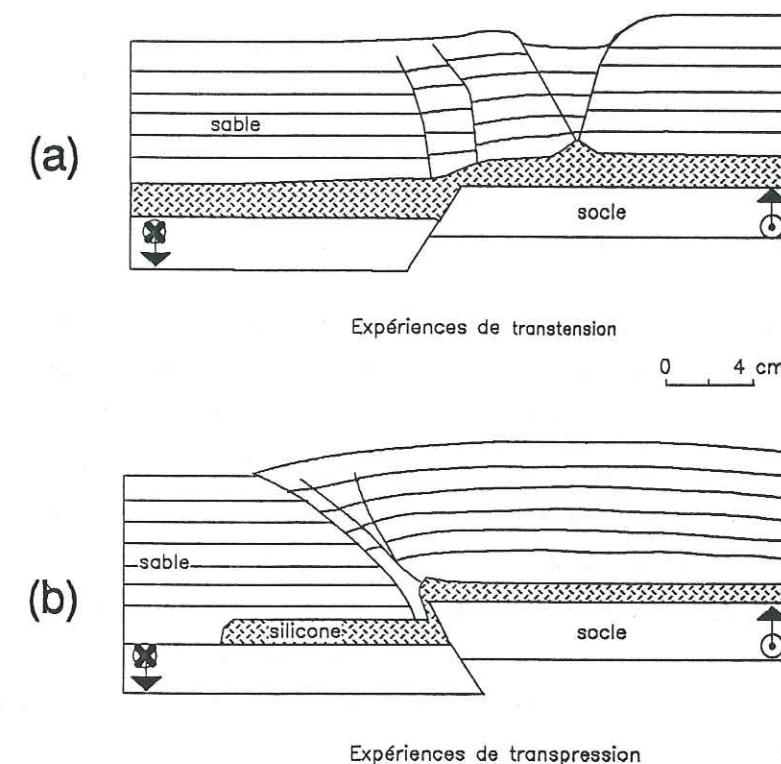 (a)
sable
socle
Expériences de transtension
0 4 cm
(b)
sable
silicone
socle
Expériences de transpression